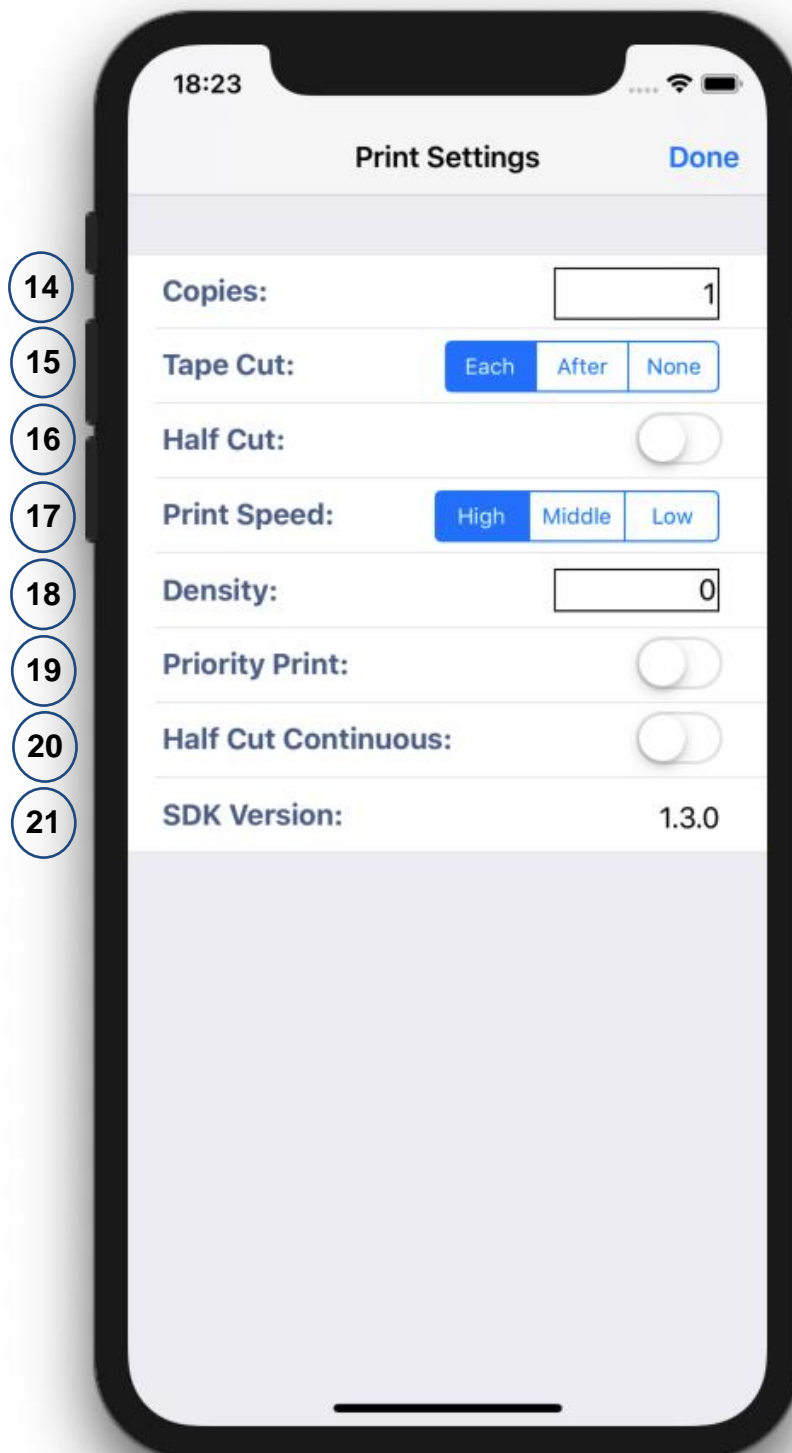 18:23
Print Settings Done
14 Copies: 1
15 Tape Cut: Each After None
16 Half Cut:
17 Print Speed: High Middle Low
18 Density: 0
19 Priority Print:
20 Half Cut Continuous:
21 SDK Version: 1.3.0